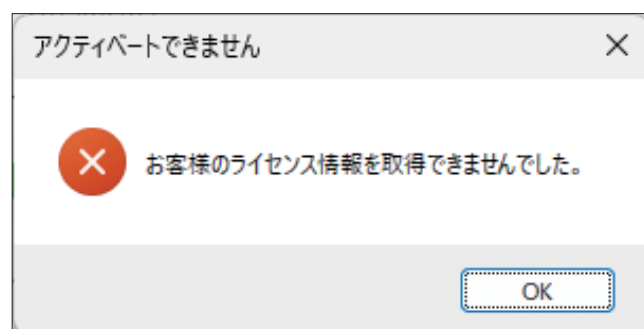 アクティベートできません
お客様のライセンス情報を取得できませんでした。
OK